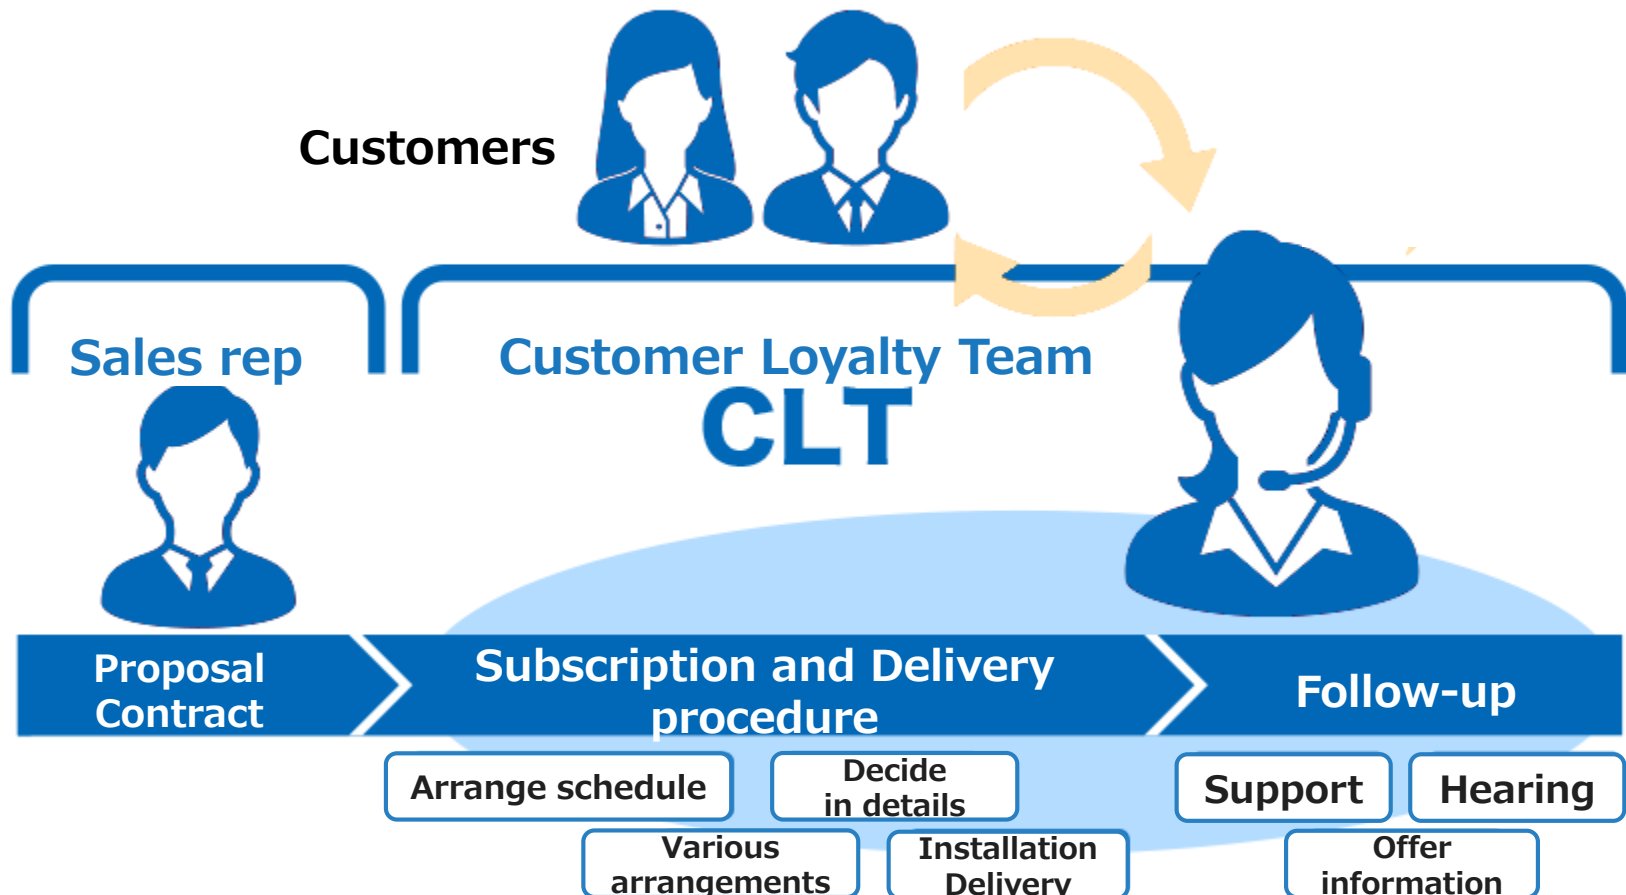 Customers
Sales rep
Customer Loyalty Team
CLT
Proposal
Contract
Subscription and Delivery
procedure
Follow-up
Arrange schedule
Decide
in details
Support
Hearing
Various
arrangements
Installation
Delivery
Offer
information